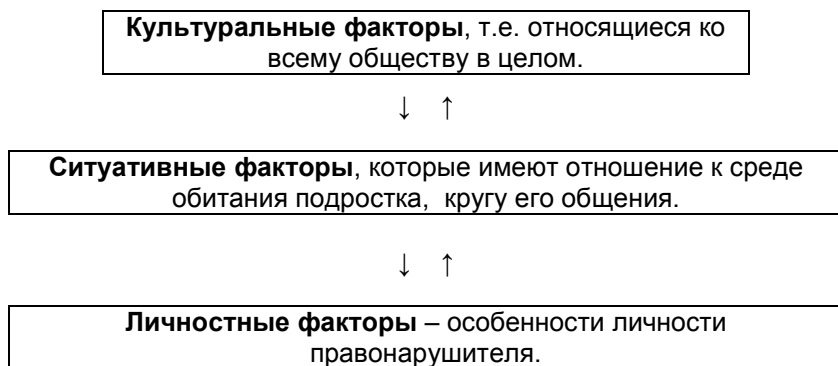 Культуральные факторы, т.е. относящиеся ко
всему обществу в целом.
↓ ↑
Ситуативные факторы, которые имеют отношение к среде
обитания подростка, кругу его общения.
↓ ↑
Личностные факторы – особенности личности
правонарушителя.